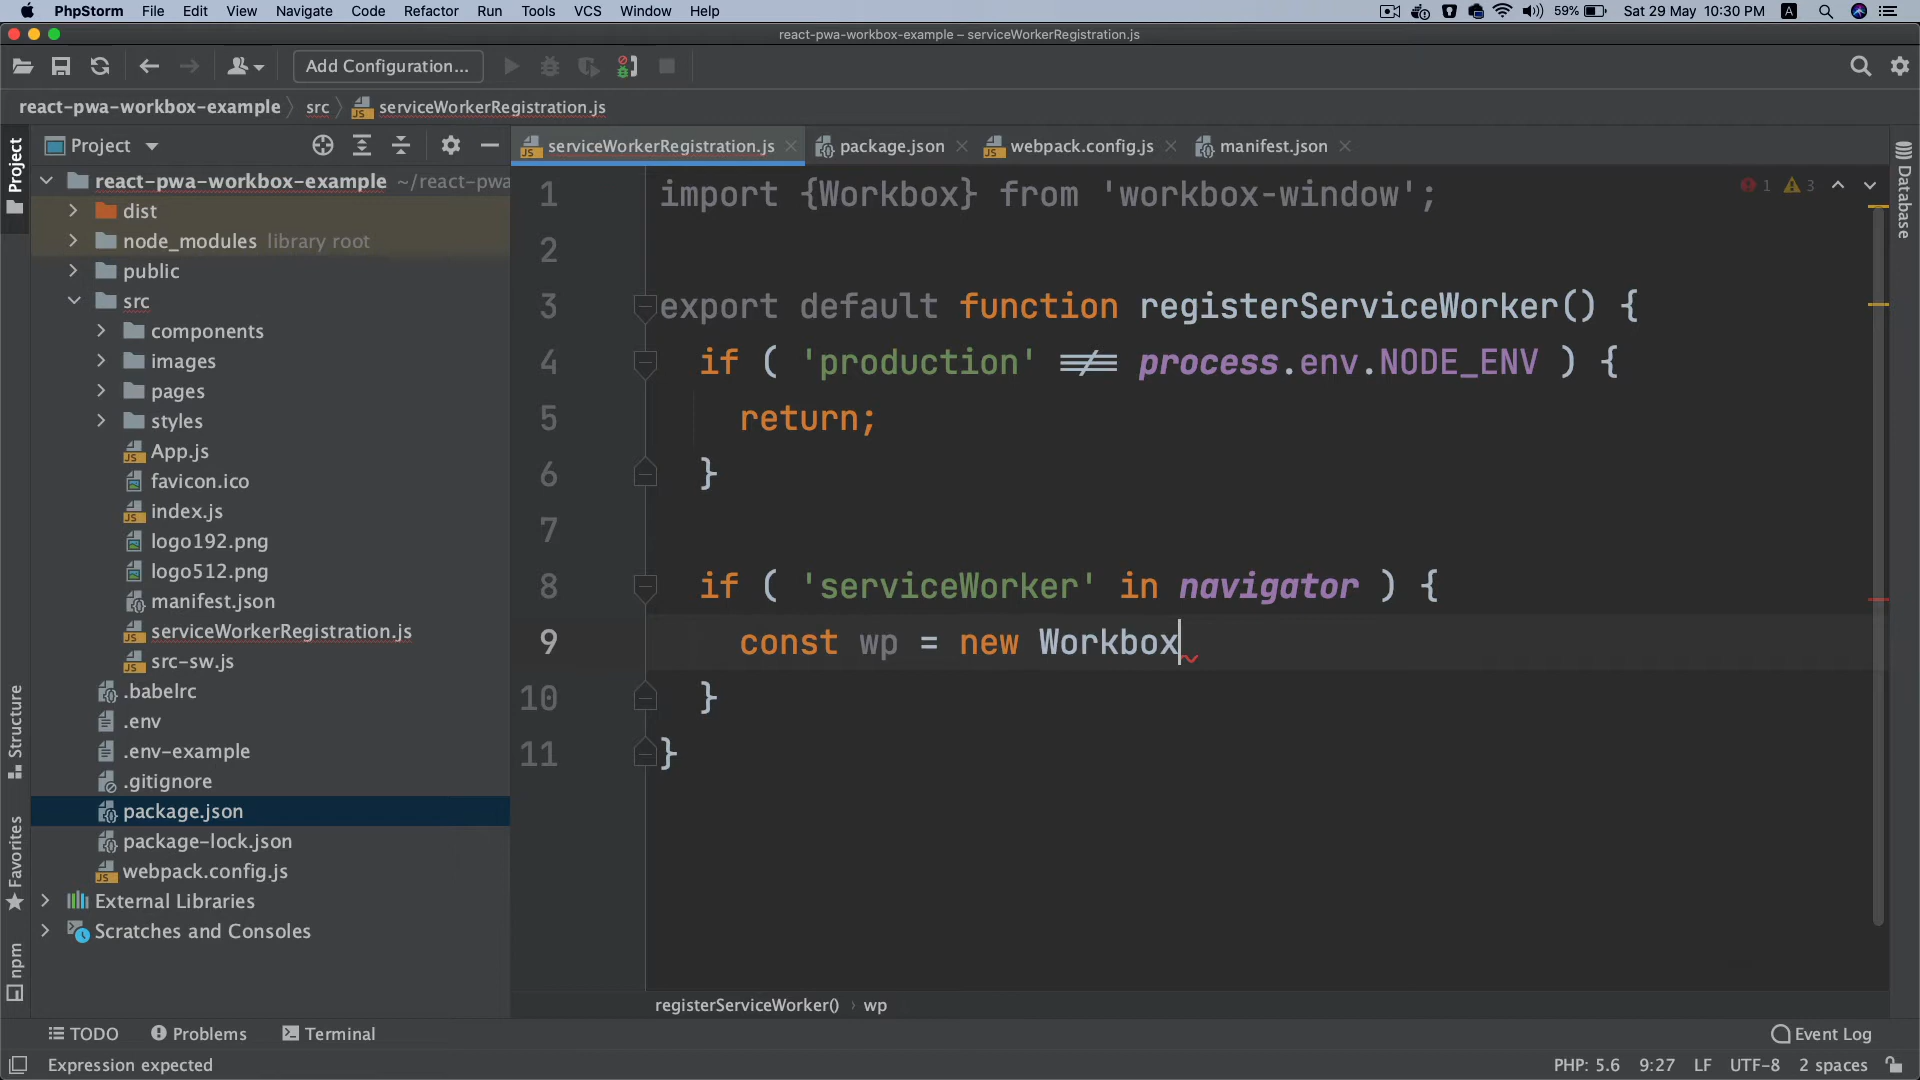 PhpStorm File Edit View Navigate Code Refactor Run Tools VCS Window Help 59% Sat 29 May 10:30 PM A
react-pwa-workbox-example – serviceWorkerRegistration.js
Add Configuration...
react-pwa-workbox-example src serviceWorkerRegistration.js
Project
Project
serviceWorkerRegistration.js package.json webpack.config.js manifest.json
Database
react-pwa-workbox-example ~/react-pwa
dist
node_modules library root
public
src
components
images
pages
styles
App.js
favicon.ico
index.js
logo192.png
logo512.png
manifest.json
serviceWorkerRegistration.js
src-sw.js
.babelrc
.env
.env-example
.gitignore
package.json
package-lock.json
webpack.config.js
External Libraries
Scratches and Consoles
Structure
Favorites
npm
1 3
1 import {Workbox} from 'workbox-window';
2
3 export default function registerServiceWorker() {
4 if ( 'production' !== process.env.NODE_ENV ) {
5 return;
6 }
7
8 if ( 'serviceWorker' in navigator ) {
9 const wp = new Workbox
10 }
11 }
registerServiceWorker() › wp
TODO Problems Terminal Event Log
Expression expected PHP: 5.6 9:27 LF UTF-8 2 spaces